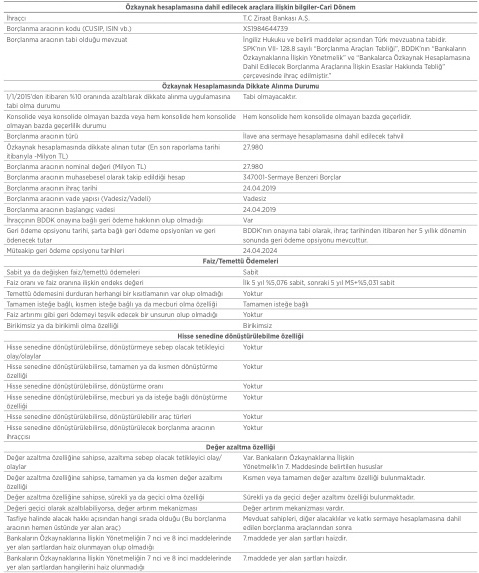 Özkaynak hesaplamasına dahil edilecek araçlara ilişkin bilgiler-Cari Dönem
İhraççı T.C Ziraat Bankası A.Ş.
Borçlanma aracının kodu (CUSIP, ISIN vb.) XS1984644739
Borçlanma aracının tabi olduğu mevzuat İngiliz Hukuku ve belirli maddeler açısından Türk mevzuatına tabidir.
SPK'nın VII- 128.8 sayılı "Borçlanma Araçları Tebliği", BDDK'nın "Bankaların
Özkaynaklarına İlişkin Yönetmelik" ve "Bankalarca Özkaynak Hesaplamasına
Dahil Edilecek Borçlanma Araçlarına İlişkin Esaslar Hakkında Tebliğ"
çerçevesinde ihraç edilmiştir."
Özkaynak Hesaplamasında Dikkate Alınma Durumu
1/1/2015'den itibaren %10 oranında azaltılarak dikkate alınma uygulamasına Tabi olmayacaktır.
tabi olma durumu
Konsolide veya konsolide olmayan bazda veya hem konsolide hem konsolide Hem konsolide hem konsolide olmayan bazda geçerlidir.
olmayan bazda geçerlilik durumu
Borçlanma aracının türü İlave ana sermaye hesaplamasına dahil edilecek tahvil
Özkaynak hesaplamasında dikkate alınan tutar (En son raporlama tarihi 27.980
itibarıyla -Milyon TL)
Borçlanma aracının nominal değeri (Milyon TL) 27.980
Borçlanma aracının muhasebesel olarak takip edildiği hesap 347001-Sermaye Benzeri Borçlar
Borçlanma aracının ihraç tarihi 24.04.2019
Borçlanma aracının vade yapısı (Vadesiz/Vadeli) Vadesiz
Borçlanma aracının başlangıç vadesi 24.04.2019
İhraççının BDDK onayına bağlı geri ödeme hakkının olup olmadığı Var
Geri ödeme opsiyonu tarihi, şarta bağlı geri ödeme opsiyonları ve geri BDDK'nın onayına tabi olarak, ihraç tarihinden itibaren her 5 yıllık dönemin
ödenecek tutar sonunda geri ödeme opsiyonu mevcuttur.
Müteakip geri ödeme opsiyonu tarihleri 24.04.2024
Faiz/Temettü Ödemeleri
Sabit ya da değişken faiz/temettü ödemeleri Sabit
Faiz oranı ve faiz oranına ilişkin endeks değeri İlk 5 yıl %5,076 sabit, sonraki 5 yıl MS+%5,031 sabit
Temettü ödemesini durduran herhangi bir kısıtlamanın var olup olmadığı Yoktur
Tamamen isteğe bağlı, kısmen isteğe bağlı ya da mecburi olma özelliği Tamamen isteğe bağlı
Faiz artırımı gibi geri ödemeyi teşvik edecek bir unsurun olup olmadığı Yoktur
Birikimsiz ya da birikimli olma özelliği Birikimsiz
Hisse senedine dönüştürülebilme özelliği
Hisse senedine dönüştürülebilirse, dönüştürmeye sebep olacak tetikleyici Yoktur
olay/olaylar
Hisse senedine dönüştürülebilirse, tamamen ya da kısmen dönüştürme Yoktur
özelliği
Hisse senedine dönüştürülebilirse, dönüştürme oranı Yoktur
Hisse senedine dönüştürülebilirse, mecburi ya da isteğe bağlı dönüştürme Yoktur
özelliği
Hisse senedine dönüştürülebilirse, dönüştürülebilir araç türleri Yoktur
Hisse senedine dönüştürülebilirse, dönüştürülecek borçlanma aracının Yoktur
ihraççısı
Değer azaltma özelliği
Değer azaltma özelliğine sahipse, azaltıma sebep olacak tetikleyici olay/ Var. Bankaların Özkaynaklarına İlişkin
olaylar Yönetmelik'in 7. Maddesinde belirtilen hususlar
Değer azaltma özelliğine sahipse, tamamen ya da kısmen değer azaltımı Kısmen veya tamamen değer azaltımı özelliği bulunmaktadır.
özelliği
Değer azaltma özelliğine sahipse, sürekli ya da geçici olma özelliği Sürekli ya da geçici değer azaltımı özelliği bulunmaktadır.
Değeri geçici olarak azaltılabiliyorsa, değer artırım mekanizması Değer artırım mekanizması vardır.
Tasfiye halinde alacak hakkı açısından hangi sırada olduğu (Bu borçlanma Mevduat sahipleri, diğer alacaklılar ve katkı sermaye hesaplamasına dahil
aracının hemen üstünde yer alan araç) edilen borçlanma araçlarından sonra
Bankaların Özkaynaklarına İlişkin Yönetmeliğin 7 nci ve 8 inci maddelerinde 7.maddede yer alan şartları haizdir.
yer alan şartlardan haiz olunmayan olup olmadığı
Bankaların Özkaynaklarına İlişkin Yönetmeliğin 7 nci ve 8 inci maddelerinde 7.maddede yer alan şartları haizdir.
yer alan şartlardan hangilerini haiz olunmadığı